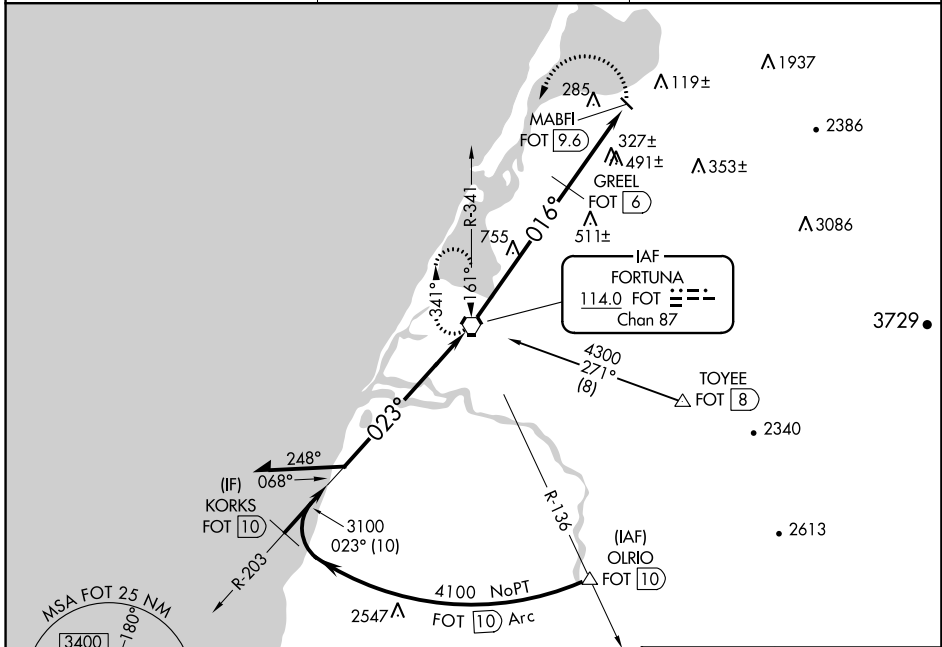 1937
119±
285
MABFI
FOT 9.6
2386
327±
491±
353±
GREEL
FOT 6
R-341
016°
755
511±
3086
341°
161°
IAF
FORTUNA
114.0 FOT
Chan 87
3729
4300
271°
(8)
TOYEE
FOT 8
023°
2340
248°
068°
(IF)
KORKS
FOT 10
3100
023° (10)
R-136
2613
(IAF)
OLRIO
FOT 10
R-203
4100 NoPT
2547
FOT 10 Arc
MSA FOT 25 NM
180°
3400